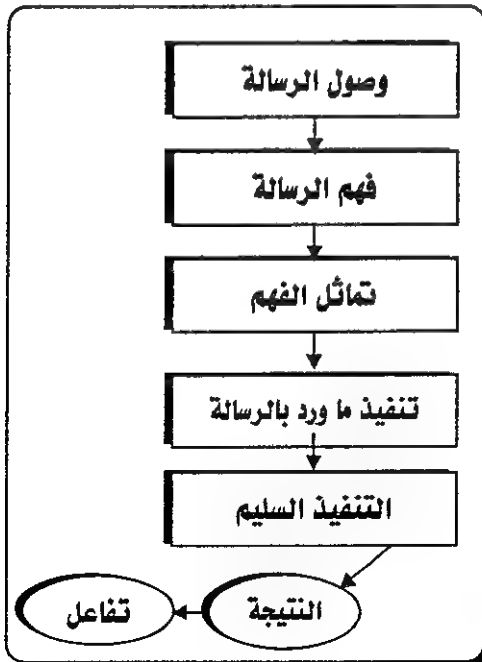 وصول الرسالة
فهم الرسالة
تماثل الفهم
تنفيذ ما ورد بالرسالة
التنفيذ السليم
النتيجة
تفاعل